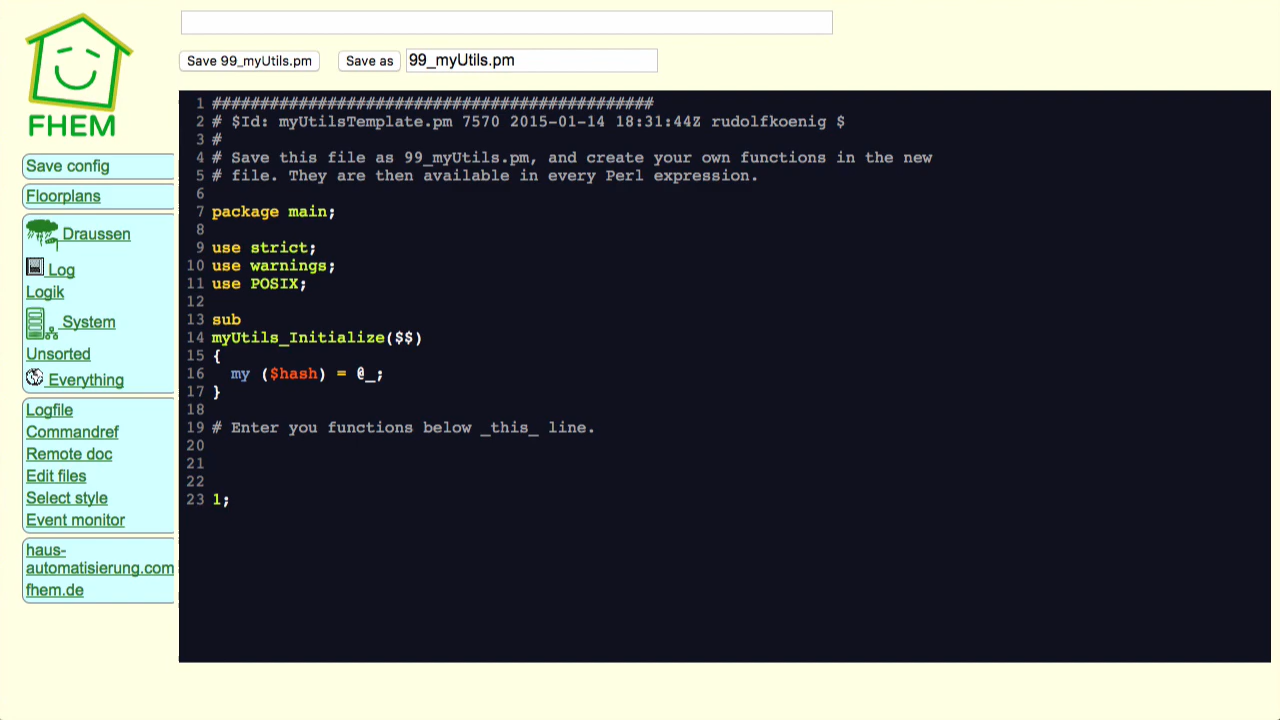 FHEM
Save config
Floorplans
Draussen
Log
Logik
System
Unsorted
Everything
Logfile
Commandref
Remote doc
Edit files
Select style
Event monitor
haus-
automatisierung.com
fhem.de
Save 99_myUtils.pm Save as 99_myUtils.pm
1 ##############################################
2 # $Id: myUtilsTemplate.pm 7570 2015-01-14 18:31:44Z rudolfkoenig $
3 #
4 # Save this file as 99_myUtils.pm, and create your own functions in the new
5 # file. They are then available in every Perl expression.
6
7 package main;
8
9 use strict;
10 use warnings;
11 use POSIX;
12
13 sub
14 myUtils_Initialize($$)
15 {
16   my ($hash) = @_;
17 }
18
19 # Enter you functions below _this_ line.
20
21
22
23 1;